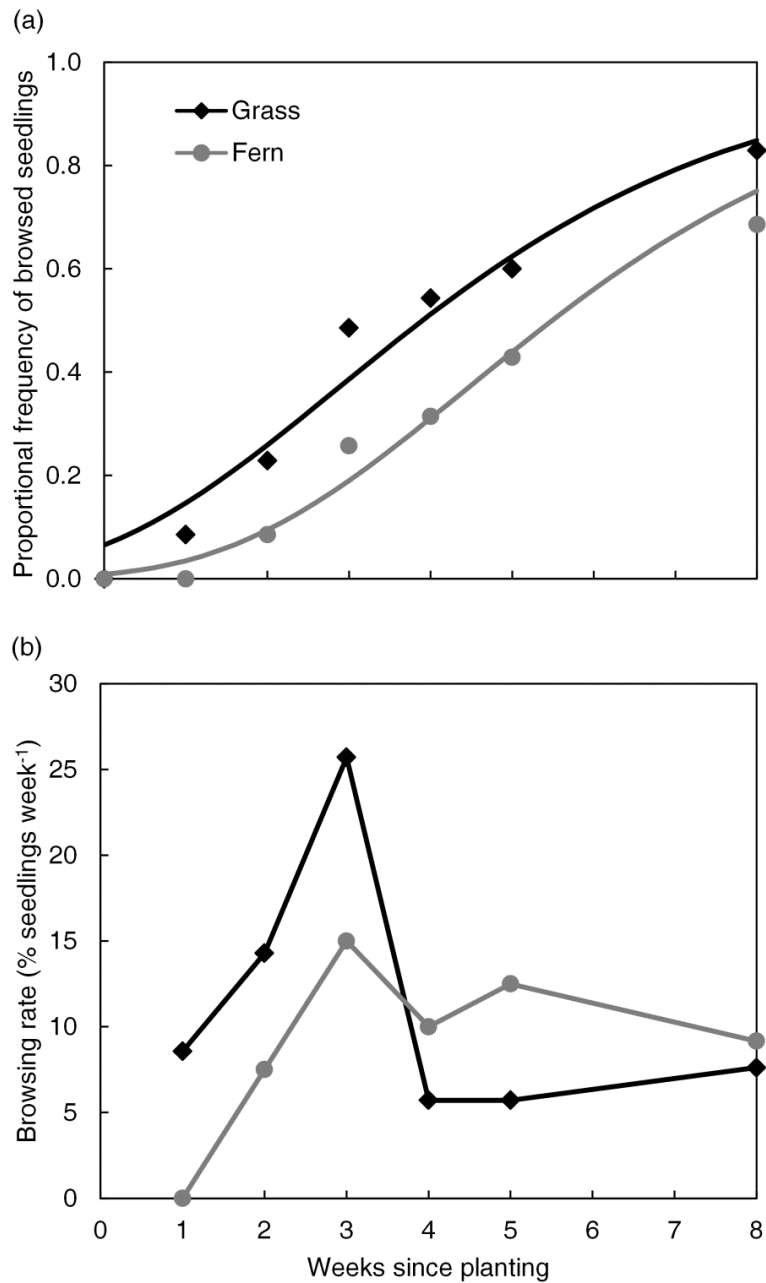 (a)
Proportional frequency of browsed seedlings
1.0
0.8
0.6
0.4
0.2
0.0
Grass
Fern
(b)
Browsing rate (% seedlings week⁻¹)
30
25
20
15
10
5
0
0 1 2 3 4 5 6 7 8
Weeks since planting